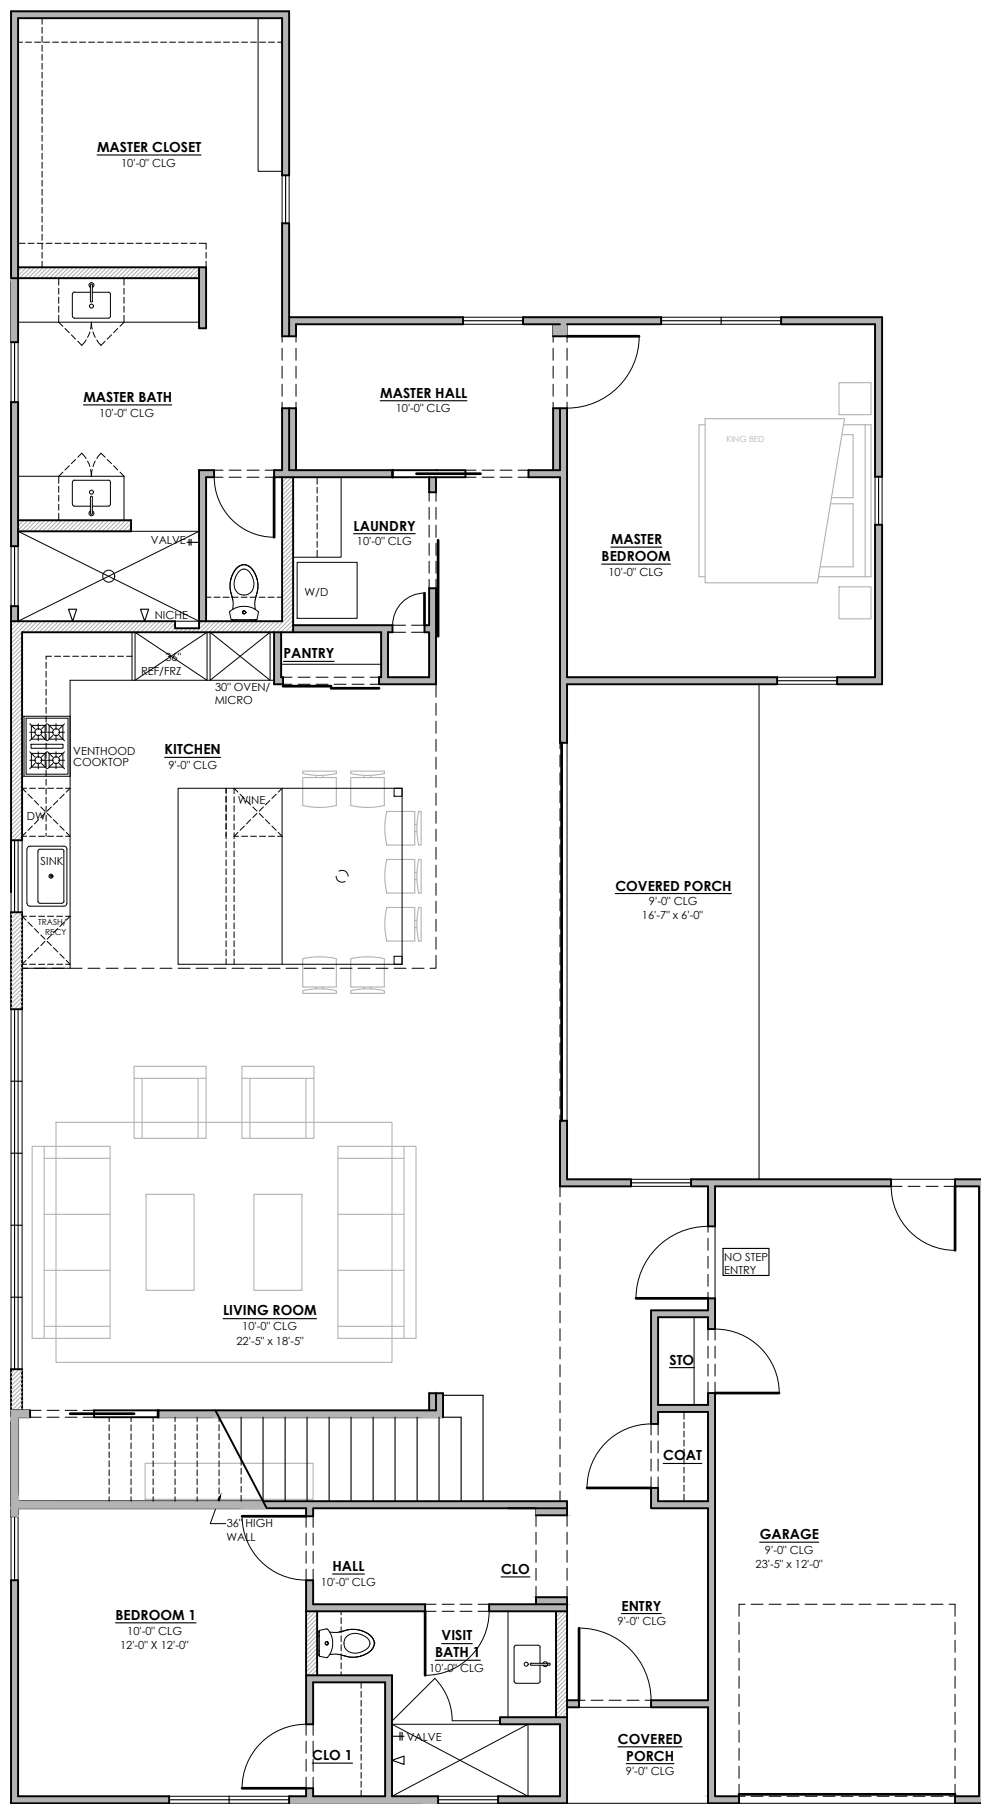 MASTER CLOSET
10'-0" CLG
MASTER BATH
10'-0" CLG
MASTER HALL
10'-0" CLG
KING BED
MASTER
BEDROOM
10'-0" CLG
LAUNDRY
10'-0" CLG
VALVE
W/D
NICHE
PANTRY
36"
REF/FRZ
30" OVEN/
MICRO
VENTHOOD
COOKTOP
KITCHEN
9'-0" CLG
WINE
DW
SINK
TRASH/
RECY
COVERED PORCH
9'-0" CLG
16'-7" x 6'-0"
NO STEP
ENTRY
LIVING ROOM
10'-0" CLG
22'-5" x 18'-5"
STO
COAT
36" HIGH
WALL
GARAGE
9'-0" CLG
23'-5" x 12'-0"
HALL
10'-0" CLG
CLO
BEDROOM 1
10'-0" CLG
12'-0" X 12'-0"
ENTRY
9'-0" CLG
VISIT
BATH 1
10'-0" CLG
VALVE
CLO 1
COVERED
PORCH
9'-0" CLG